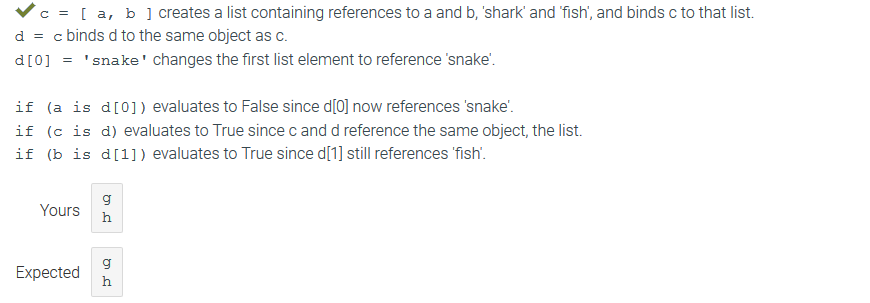 c = [ a, b ] creates a list containing references to a and b, 'shark' and 'fish', and binds c to that list.
d = c binds d to the same object as c.
d[0] = 'snake' changes the first list element to reference 'snake'.
if (a is d[0]) evaluates to False since d[0] now references 'snake'.
if (c is d) evaluates to True since c and d reference the same object, the list.
if (b is d[1]) evaluates to True since d[1] still references 'fish'.
Yours
g
h
Expected
g
h